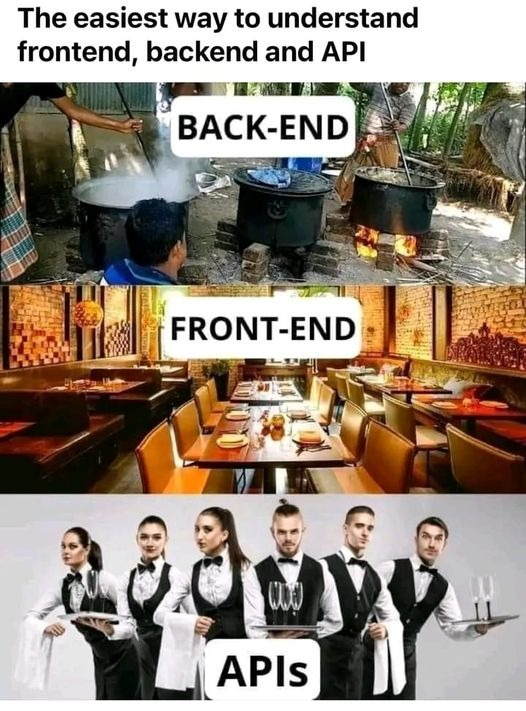 The easiest way to understand
frontend, backend and API
BACK-END
FRONT-END
APIs